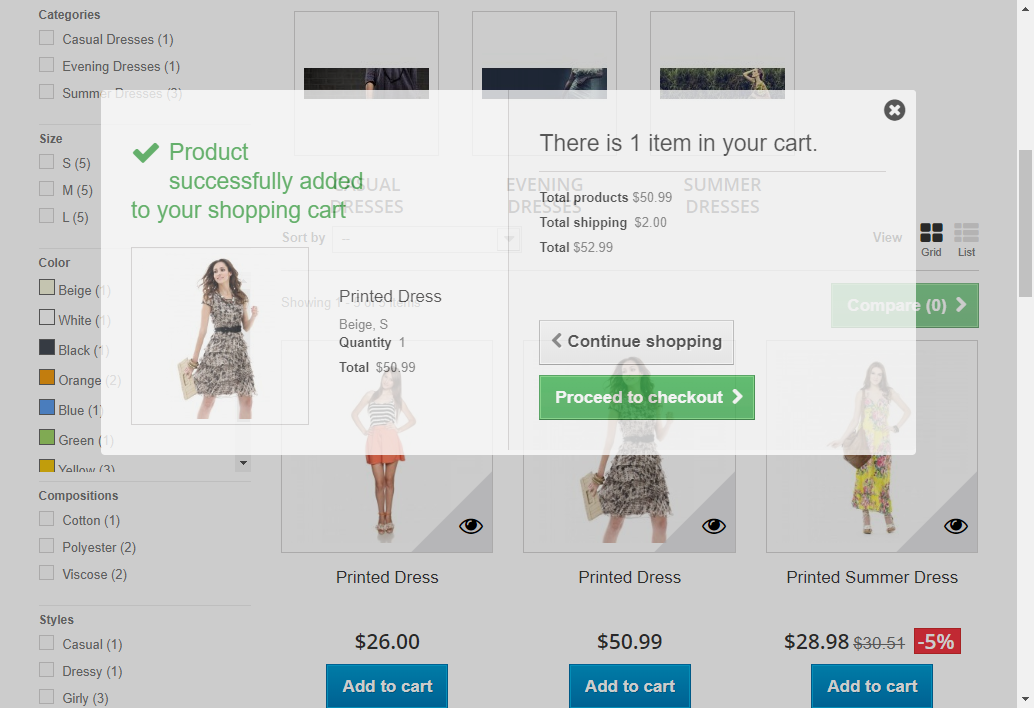 Categories
Casual Dresses (1)
Evening Dresses (1)
Summer Dresses (3)
Size
S (5)
M (5)
L (5)
Color
Beige (1)
White (1)
Black (1)
Orange (2)
Blue (1)
Green (1)
Yellow (3)
Compositions
Cotton (1)
Polyester (2)
Viscose (2)
Styles
Casual (1)
Dressy (1)
Girly (3)
CASUAL
DRESSES
EVENING
DRESSES
SUMMER
DRESSES
Sort by
--
View
Grid
List
Showing 1 - 5 of 5 items
Compare (0)
Product
successfully added
to your shopping cart
Printed Dress
Beige, S
Quantity 1
Total $50.99
There is 1 item in your cart.
Total products $50.99
Total shipping $2.00
Total $52.99
Continue shopping
Proceed to checkout
Printed Dress
$26.00
Add to cart
Printed Dress
$50.99
Add to cart
Printed Summer Dress
$28.98 $30.51 -5%
Add to cart